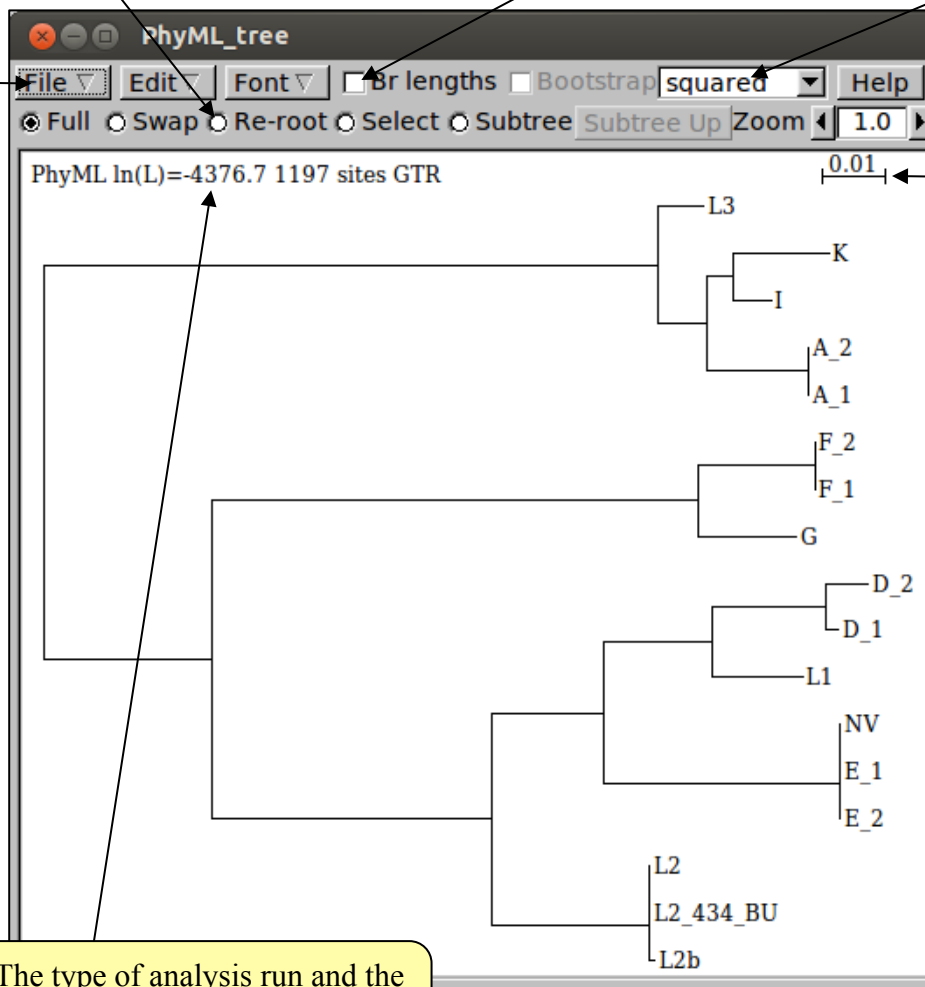 PhyML_tree
File Edit Font Br lengths Bootstrap squared Help
Full Swap Re-root Select Subtree Subtree Up Zoom 1.0
PhyML ln(L)=-4376.7 1197 sites GTR 0.01
L3
K
I
A_2
A_1
F_2
F_1
G
D_2
D_1
L1
NV
E_1
E_2
L2
L2_434_BU
L2b
The type of analysis run and the